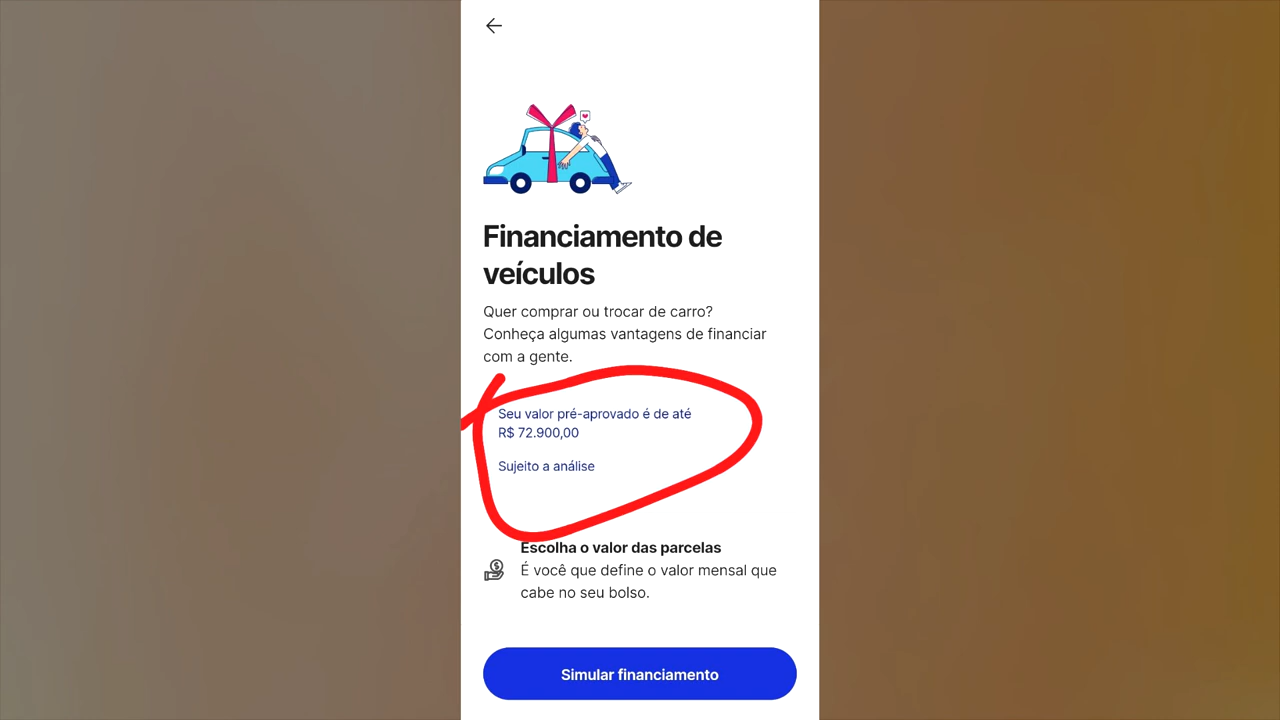 Financiamento de
veículos
Quer comprar ou trocar de carro?
Conheça algumas vantagens de financiar
com a gente.
Seu valor pré-aprovado é de até
R$ 72.900,00
Sujeito a análise
Escolha o valor das parcelas
É você que define o valor mensal que
cabe no seu bolso.
Simular financiamento